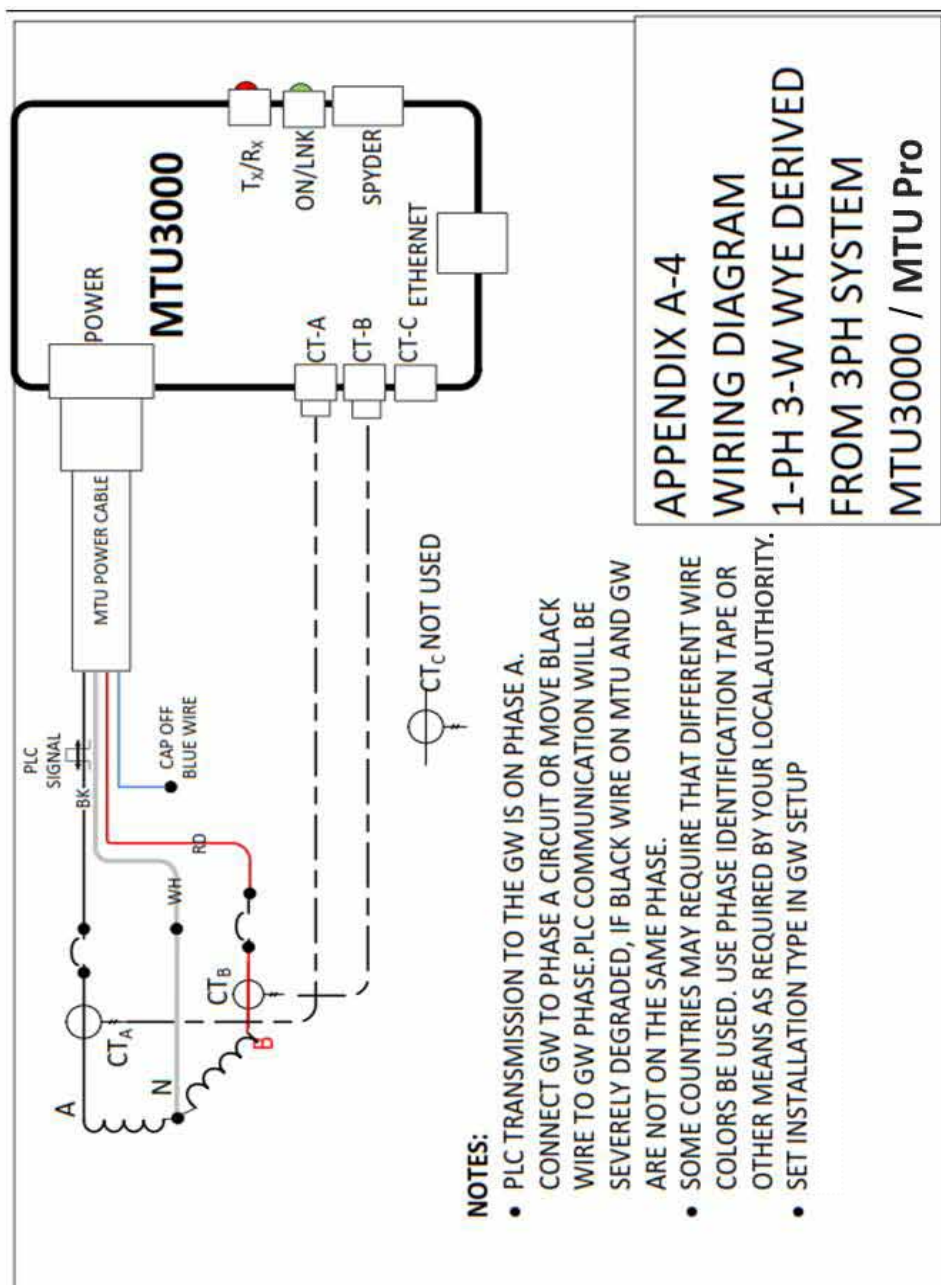 A
N
B
CT_A
CT_B
BK
WH
RD
PLC
SIGNAL
CAP OFF
BLUE WIRE
MTU POWER CABLE
POWER
MTU3000
Tx/Rx
ON/LNK
SPYDER
CT-A
CT-B
CT-C
ETHERNET
CT_C NOT USED
NOTES:
• PLC TRANSMISSION TO THE GW IS ON PHASE A.
CONNECT GW TO PHASE A CIRCUIT OR MOVE BLACK
WIRE TO GW PHASE.PLC COMMUNICATION WILL BE
SEVERELY DEGRADED, IF BLACK WIRE ON MTU AND GW
ARE NOT ON THE SAME PHASE.
• SOME COUNTRIES MAY REQUIRE THAT DIFFERENT WIRE
COLORS BE USED. USE PHASE IDENTIFICATION TAPE OR
OTHER MEANS AS REQUIRED BY YOUR LOCALAUTHORITY.
• SET INSTALLATION TYPE IN GW SETUP
APPENDIX A-4
WIRING DIAGRAM
1-PH 3-W WYE DERIVED
FROM 3PH SYSTEM
MTU3000 / MTU Pro